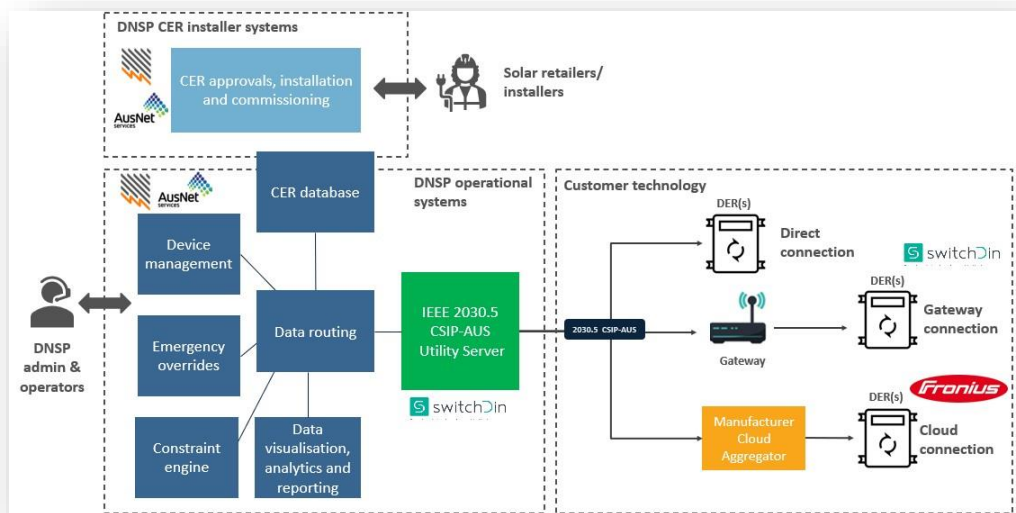 DNSP CER installer systems
CER approvals, installation
and commissioning
AusNet
services
Solar retailers/
installers
AusNet
services
CER database
DNSP operational
systems
Device
management
Emergency
overrides
Data routing
Constraint
engine
Data
visualisation,
analytics and
reporting
DNSP
admin &
operators
IEEE 2030.5
CSIP-AUS
Utility Server
switchDin
Customer technology
2030.5 CSIP-AUS
DER(s)
Direct
connection
switchDin
Gateway
DER(s)
Gateway
connection
Fronius
Manufacturer
Cloud
Aggregator
DER(s)
Cloud
connection